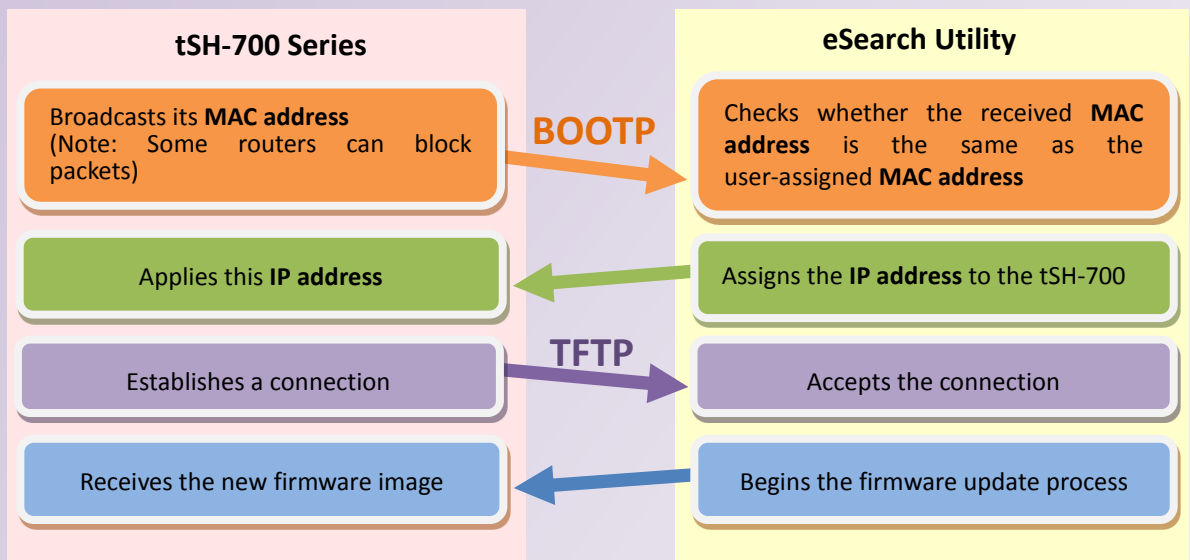 tSH-700 Series
Broadcasts its MAC address
(Note: Some routers can block
packets)
Applies this IP address
Establishes a connection
Receives the new firmware image
BOOTP
TFTP
eSearch Utility
Checks whether the received MAC
address is the same as the
user-assigned MAC address
Assigns the IP address to the tSH-700
Accepts the connection
Begins the firmware update process